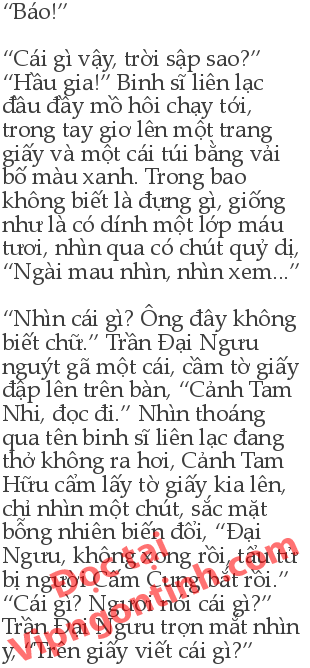 “Báo!”
“Cái gì vậy, trời sập sao?”
“Hầu gia!” Binh sĩ liên lạc
đầu đầy mồ hôi chạy tới,
trong tay giơ lên một trang
giấy và một cái túi bằng vải
bố màu xanh. Trong bao
không biết là đựng gì, giống
như là có dính một lớp máu
tươi, nhìn qua có chút quỷ dị,
“Ngài mau nhìn, nhìn xem...”
“Nhìn cái gì? Ông đây không
biết chữ.” Trần Đại Ngưu
nguýt gã một cái, cầm tờ giấy
đập lên trên bàn, “Cảnh Tam
Nhi, đọc đi.” Nhìn thoáng
qua tên binh sĩ liên lạc đang
thở không ra hơi, Cảnh Tam
Hữu cẩm lấy tờ giấy kia lên,
chỉ nhìn một chút, sắc mặt
bỗng nhiên biến đổi, “Đại
Ngưu, không xong rồi, tẩu tử
bị người Cấm Cung bắt rồi.”
“Cái gì? Ngươi nói cái gì?”
Trần Đại Ngưu trợn mắt nhìn
y, “Trên giấy viết cái gì?”
Đọc tại
Vipngontinh.com